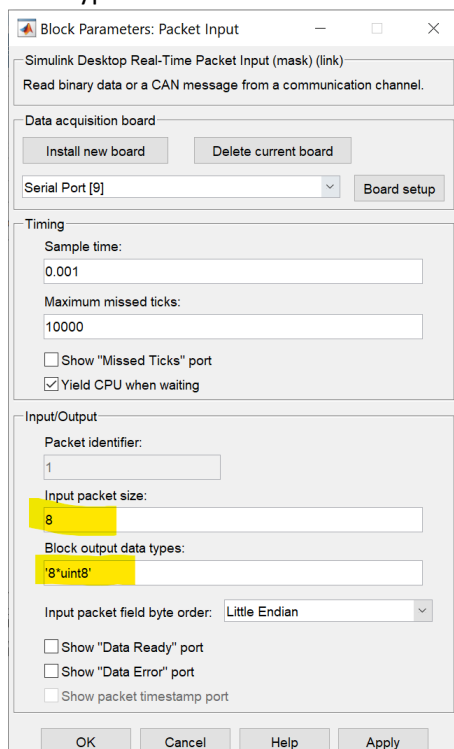 Block Parameters: Packet Input
Simulink Desktop Real-Time Packet Input (mask) (link)
Read binary data or a CAN message from a communication channel.
Data acquisition board
Install new board
Delete current board
Serial Port [9]
Board setup
Timing
Sample time:
0.001
Maximum missed ticks:
10000
Show "Missed Ticks" port
Yield CPU when waiting
Input/Output
Packet identifier:
1
Input packet size:
8
Block output data types:
'8*uint8'
Input packet field byte order: Little Endian
Show "Data Ready" port
Show "Data Error" port
Show packet timestamp port
OK Cancel Help Apply